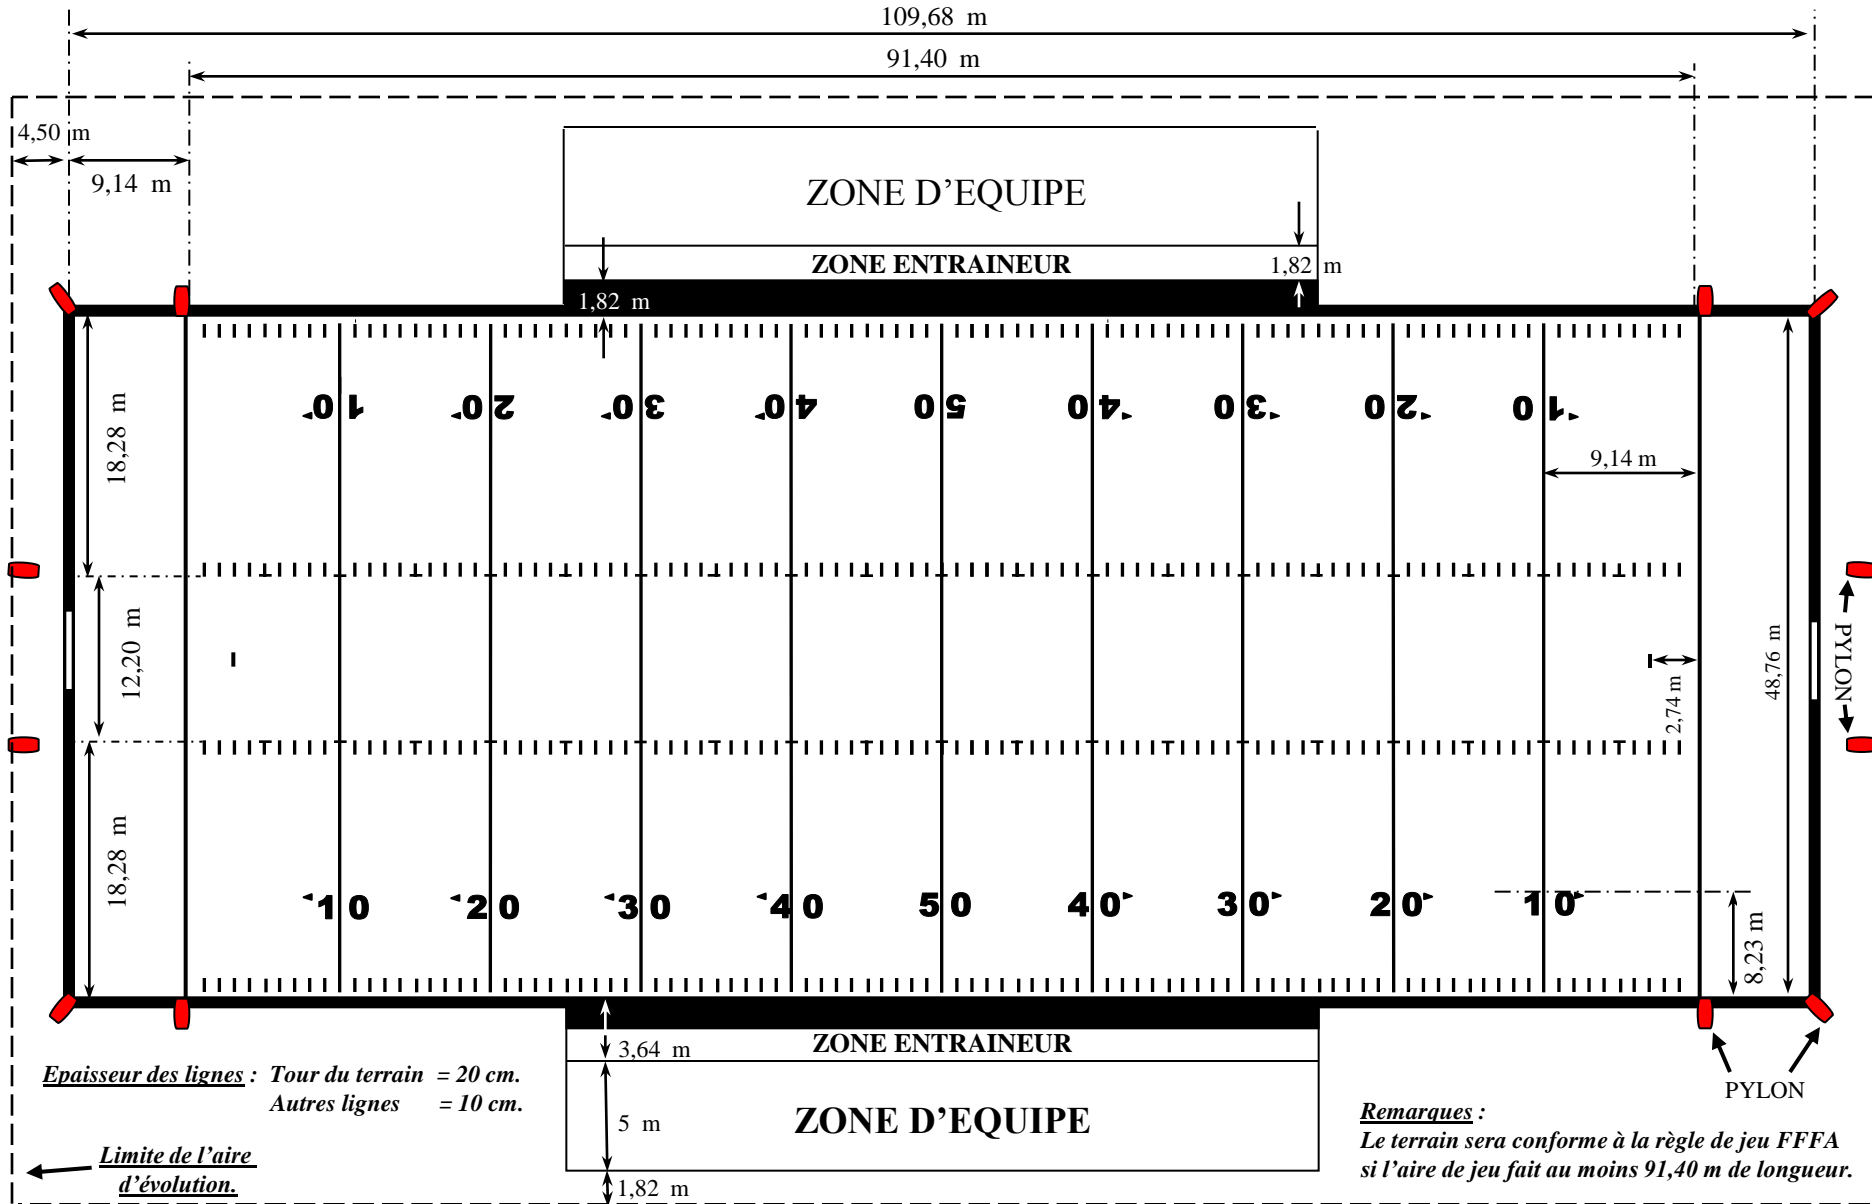 109,68 m
91,40 m
4,50 m
9,14 m
ZONE D'EQUIPE
ZONE ENTRAINEUR
1,82 m
1,82 m
10 20 30 40 50 40 30 20 10
18,28 m
9,14 m
12,20 m
2,74 m
48,76 m
PYLON
18,28 m
10 20 30 40 50 40 30 20 10
8,23 m
ZONE ENTRAINEUR
3,64 m
5 m
ZONE D'EQUIPE
1,82 m
PYLON
Epaisseur des lignes : Tour du terrain = 20 cm.
Autres lignes = 10 cm.
Limite de l'aire
d'évolution.
Remarques :
Le terrain sera conforme à la règle de jeu FFFA
si l'aire de jeu fait au moins 91,40 m de longueur.